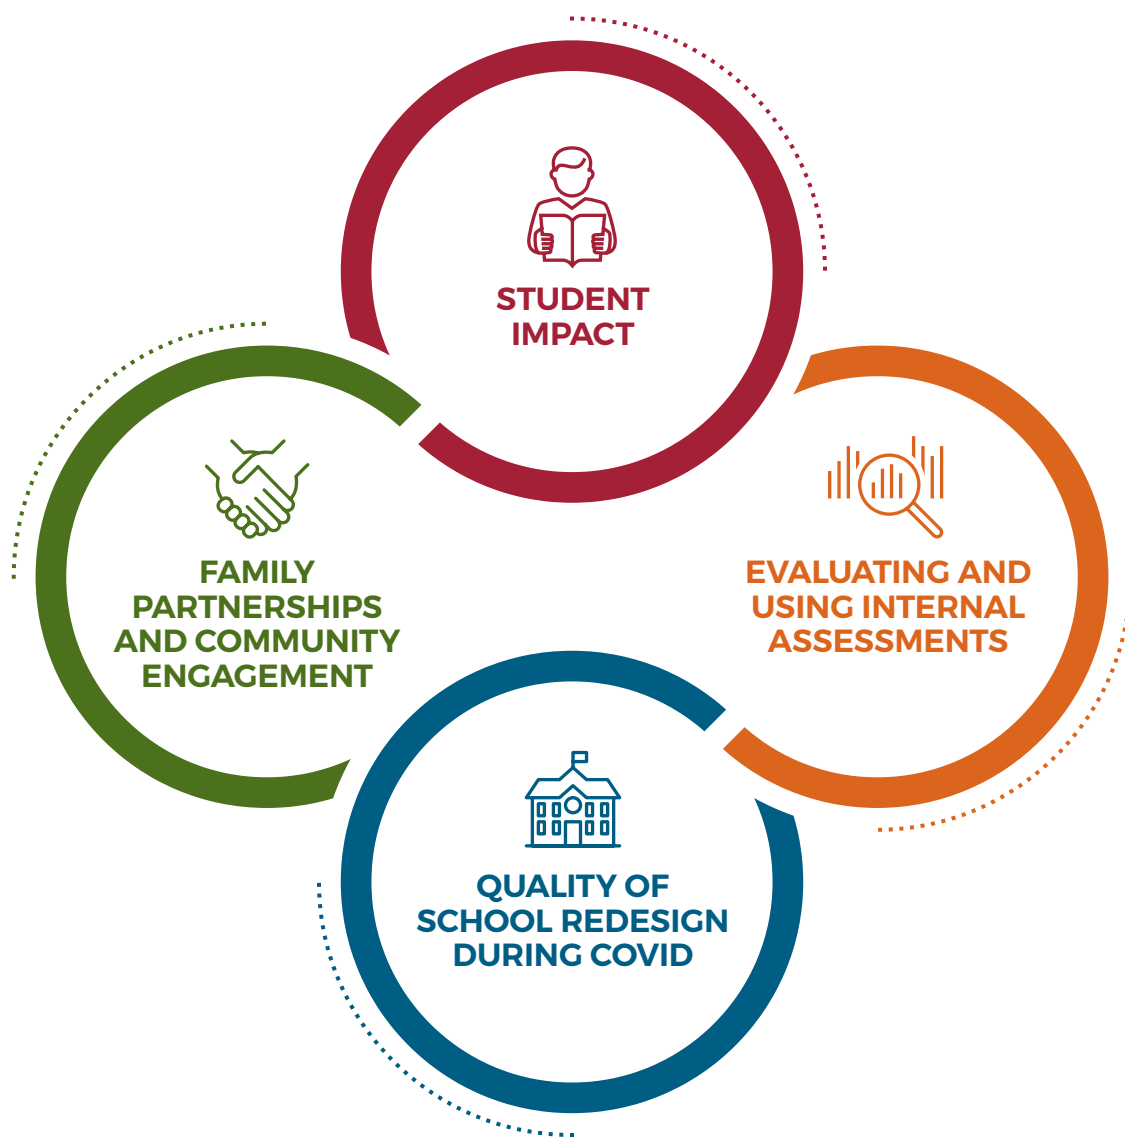 STUDENT
IMPACT
FAMILY
PARTNERSHIPS
AND COMMUNITY
ENGAGEMENT
EVALUATING AND
USING INTERNAL
ASSESSMENTS
QUALITY OF
SCHOOL REDESIGN
DURING COVID